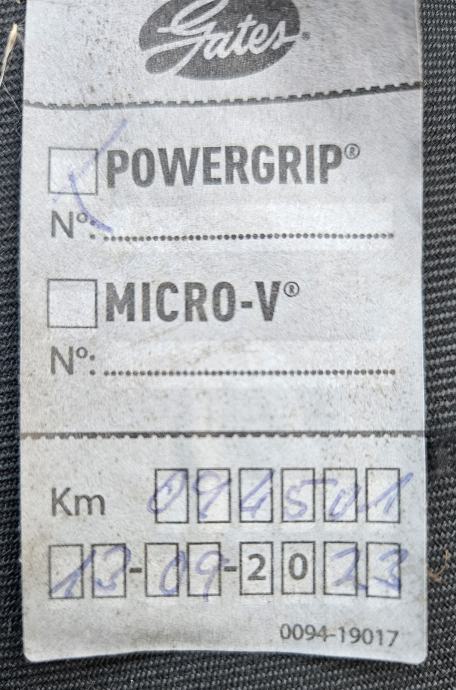 Gates®
POWERGRIP®
Nº:
MICRO-V®
Nº:
Km 094501
13-09-2023
0094-19017